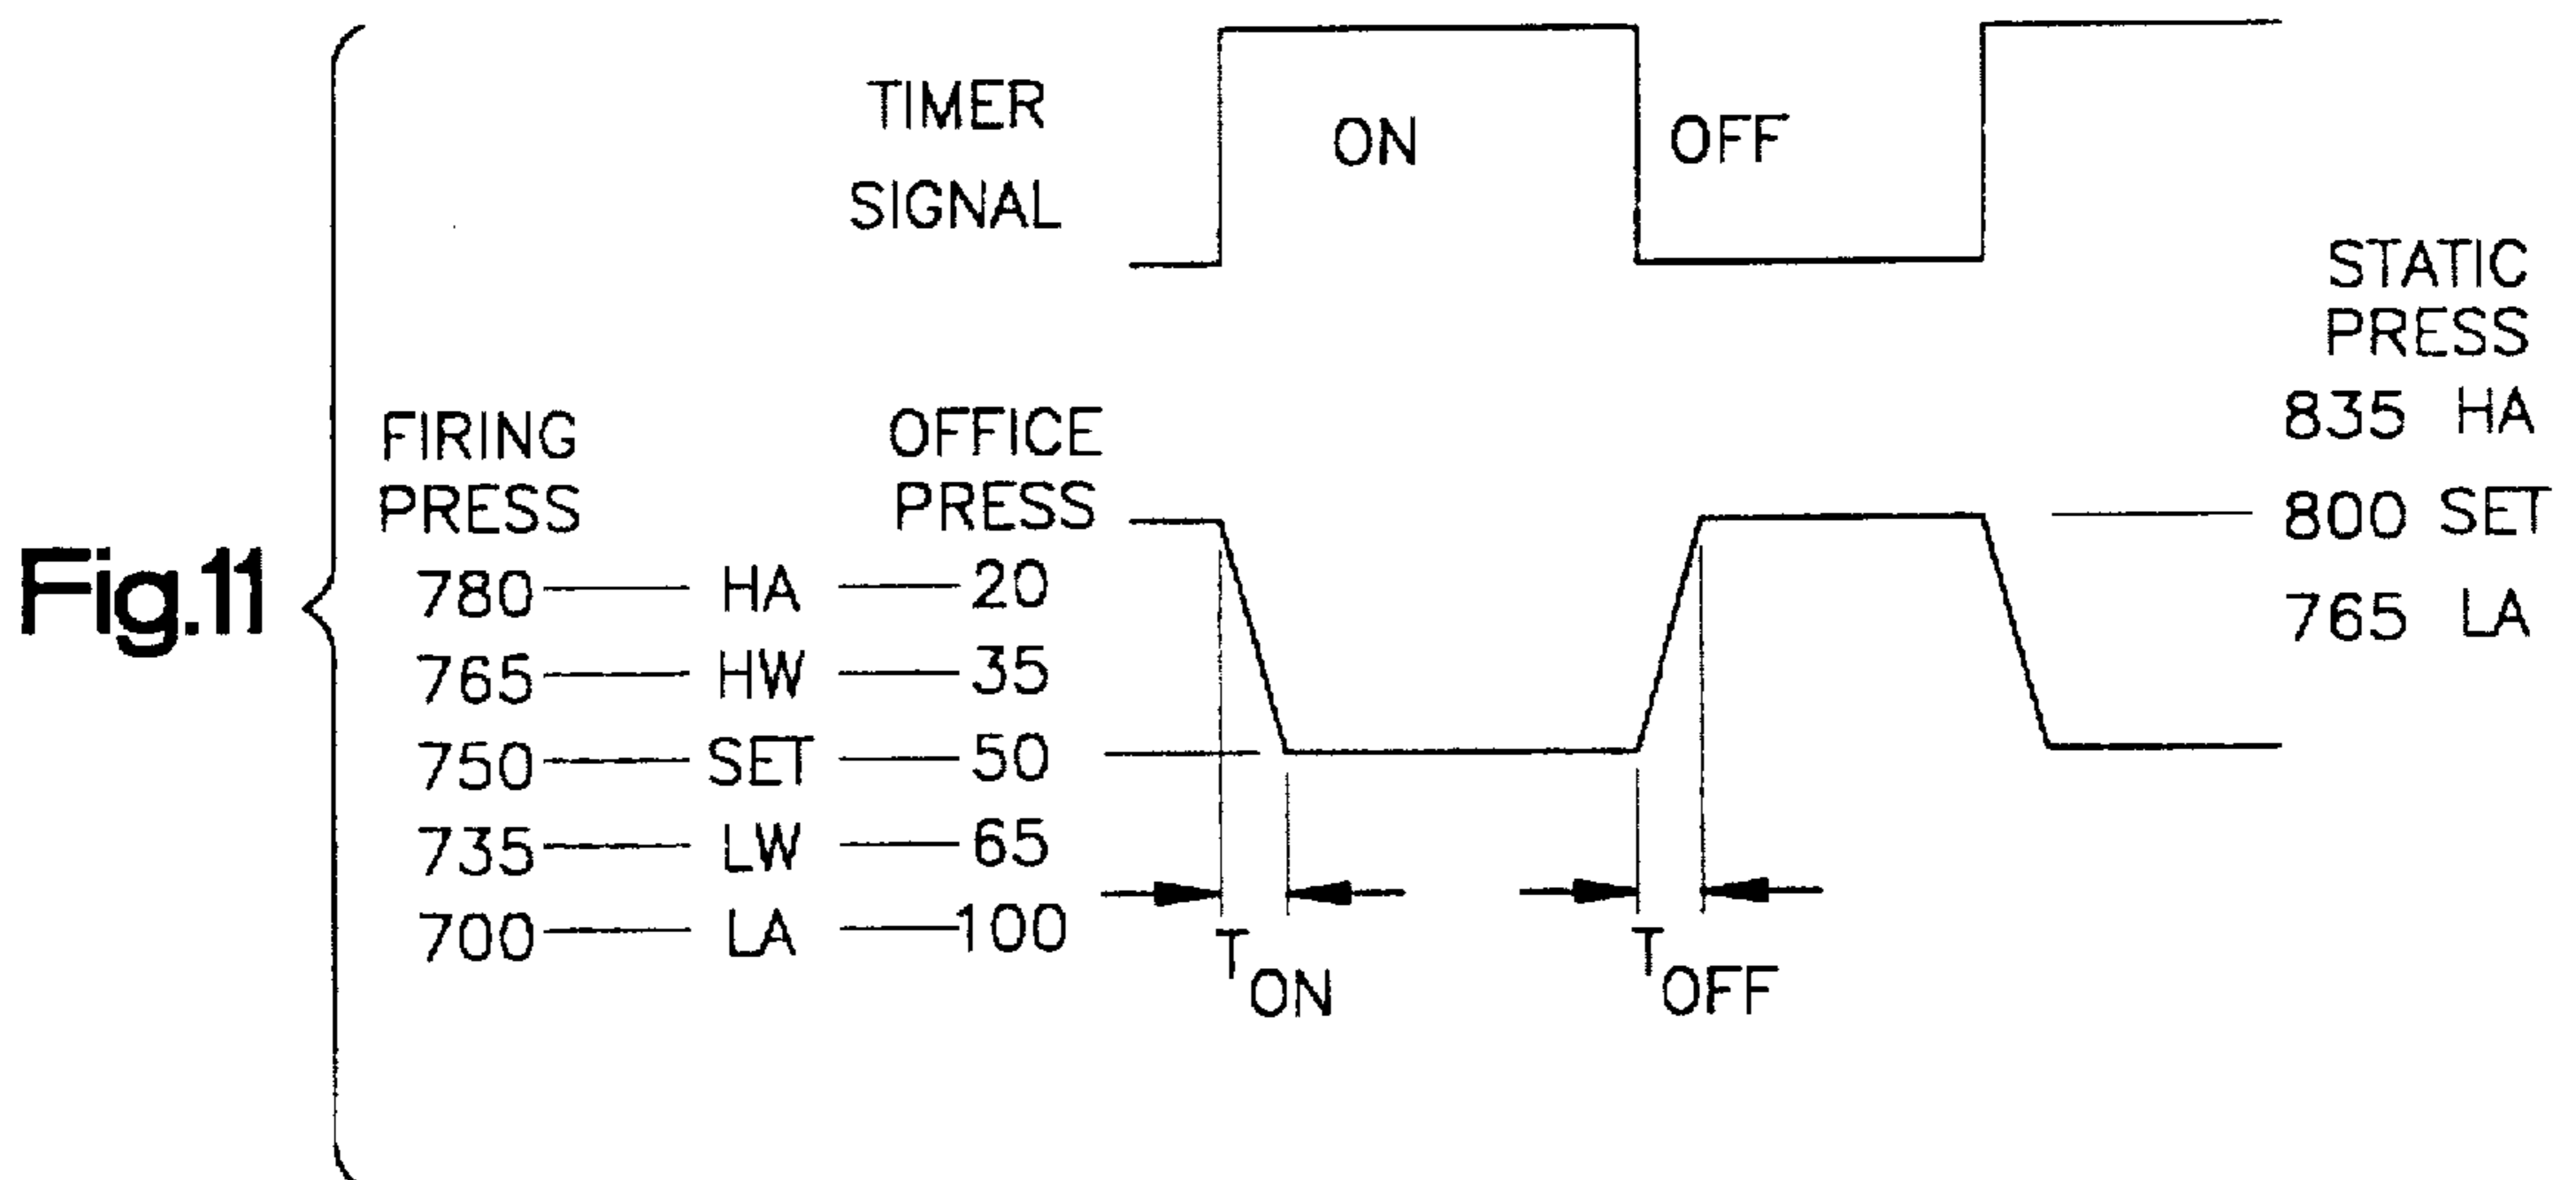 Fig.11
TIMER
SIGNAL
ON
OFF
STATIC
PRESS
835 HA
800 SET
765 LA
FIRING
PRESS
OFFICE
PRESS
780 HA 20
765 HW 35
750 SET 50
735 LW 65
700 LA 100
TON
TOFF